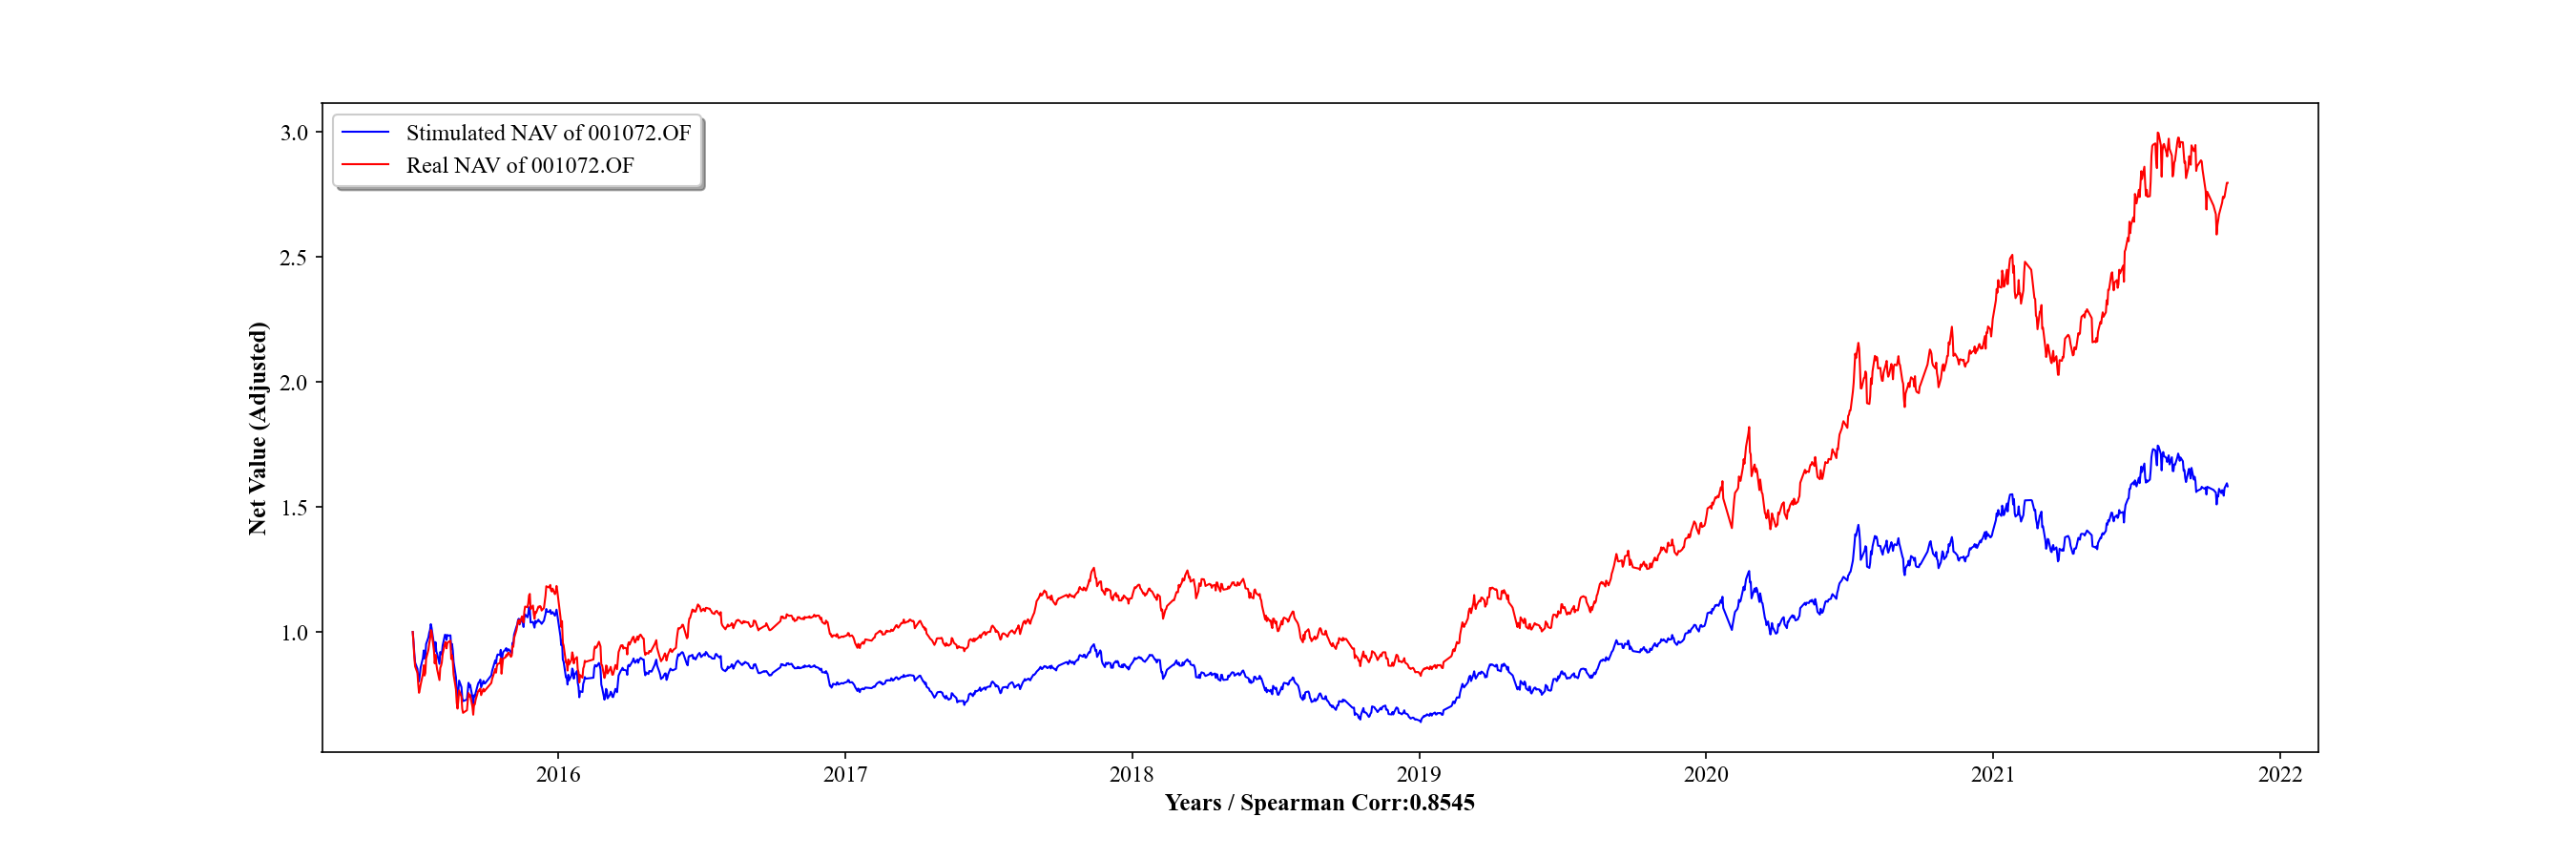 Stimulated NAV of 001072.OF
Real NAV of 001072.OF
Net Value (Adjusted)
3.0
2.5
2.0
1.5
1.0
2016 2017 2018 2019 2020 2021 2022
Years / Spearman Corr:0.8545